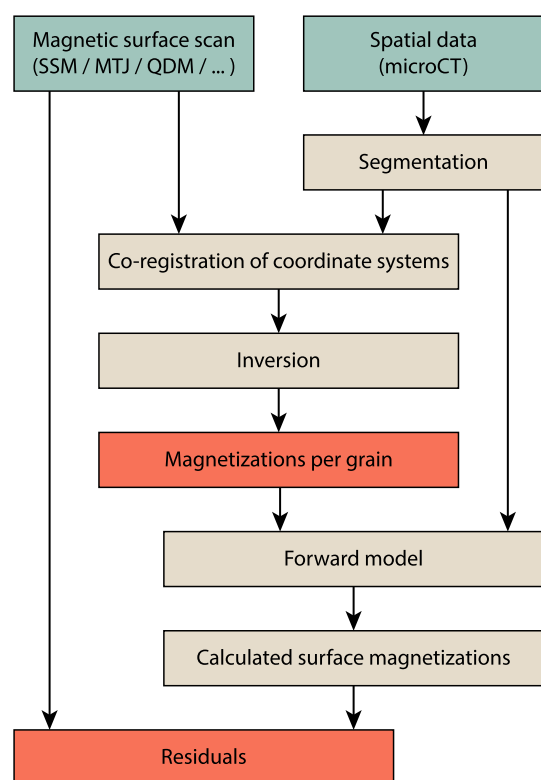 Magnetic surface scan
(SSM / MTJ / QDM / ... )
Spatial data
(microCT)
Segmentation
Co-registration of coordinate systems
Inversion
Magnetizations per grain
Forward model
Calculated surface magnetizations
Residuals